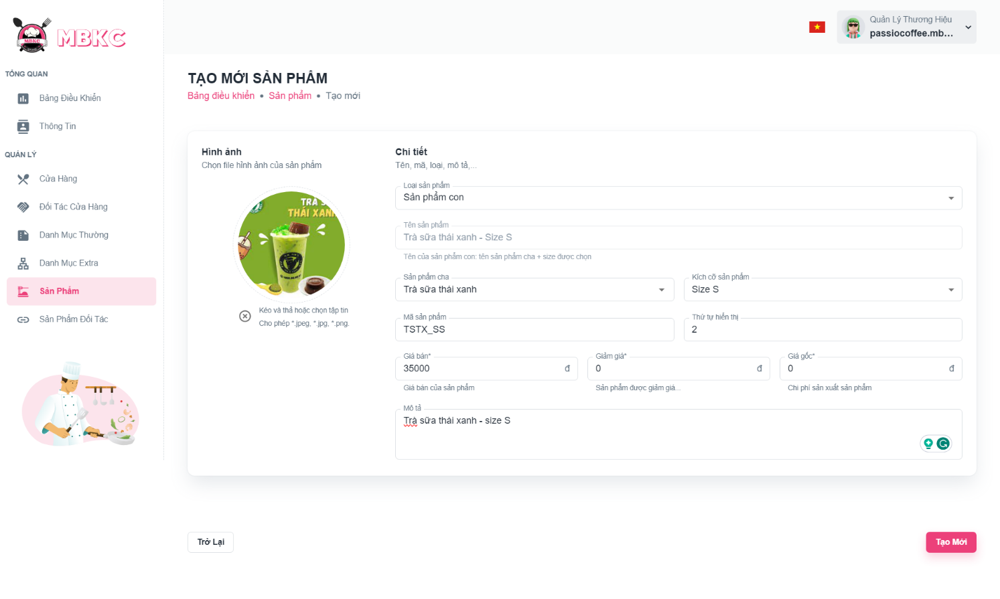 MBKC
MBKC
Quản Lý Thương Hiệu
passiocoffee.mb...
TỔNG QUAN
Bảng Điều Khiển
Thông Tin
QUẢN LÝ
Cửa Hàng
Đối Tác Cửa Hàng
Danh Mục Thường
Danh Mục Extra
Sản Phẩm
Sản Phẩm Đối Tác
TẠO MỚI SẢN PHẨM
Bảng điều khiển • Sản phẩm • Tạo mới
Hình ảnh
Chọn file hình ảnh của sản phẩm
TRÀ S
THÁI XANH
Kéo và thả hoặc chọn tập tin
Cho phép *.jpeg, *.jpg, *.png.
Chi tiết
Tên, mã, loại, mô tả,...
Loại sản phẩm
Sản phẩm con
Tên sản phẩm
Trà sữa thái xanh - Size S
Tên của sản phẩm con: tên sản phẩm cha + size được chọn
Sản phẩm cha
Trà sữa thái xanh
Kích cỡ sản phẩm
Size S
Mã sản phẩm
TSTX_SS
Thứ tự hiển thị
2
Giá bán*
35000 đ
Giá bán của sản phẩm
Giảm giá*
0 đ
Sản phẩm được giảm giá...
Giá gốc*
0 đ
Chi phí sản xuất sản phẩm
Mô tả
Trà sữa thái xanh - size S
Trở Lại
Tạo Mới